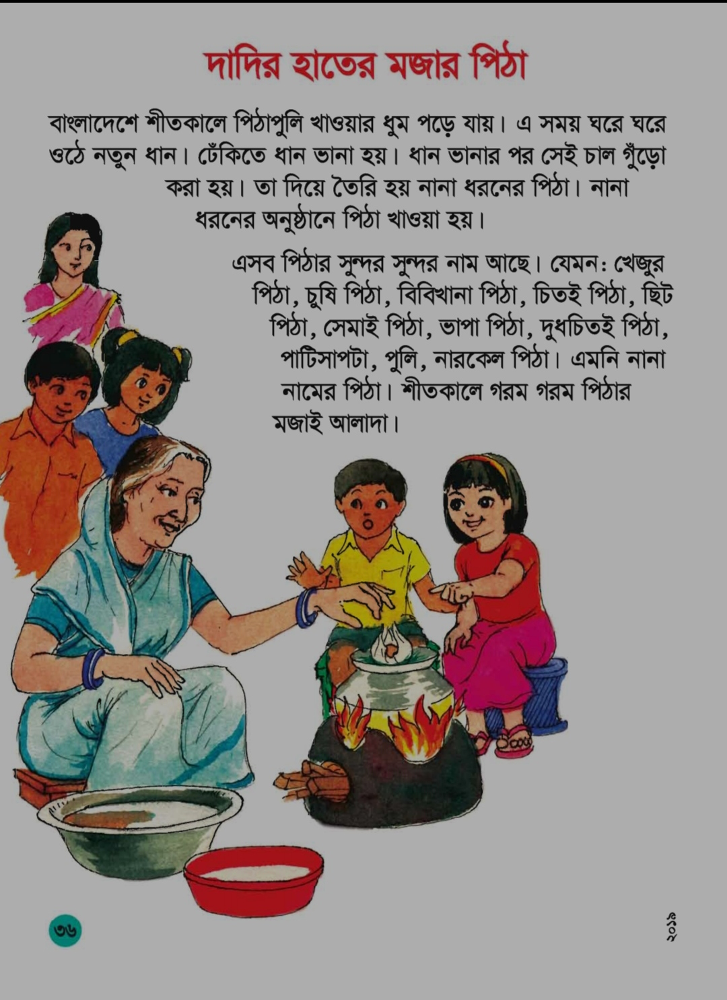 দাদির হাতের মজার পিঠা
বাংলাদেশে শীতকালে পিঠাপুলি খাওয়ার ধুম পড়ে যায়। এ সময় ঘরে ঘরে
ওঠে নতুন ধান। ঢেঁকিতে ধান ভানা হয়। ধান ভানার পর সেই চাল গুঁড়ো
করা হয়। তা দিয়ে তৈরি হয় নানা ধরনের পিঠা। নানা
ধরনের অনুষ্ঠানে পিঠা খাওয়া হয়।
এসব পিঠার সুন্দর সুন্দর নাম আছে। যেমন: খেজুর
পিঠা, চুষি পিঠা, বিবিখানা পিঠা, চিতই পিঠা, ছিট
পিঠা, সেমাই পিঠা, ভাপা পিঠা, দুধচিতই পিঠা,
পাটিসাপটা, পুলি, নারকেল পিঠা। এমনি নানা
নামের পিঠা। শীতকালে গরম গরম পিঠার
মজাই আলাদা।
৩৬
২০১৯